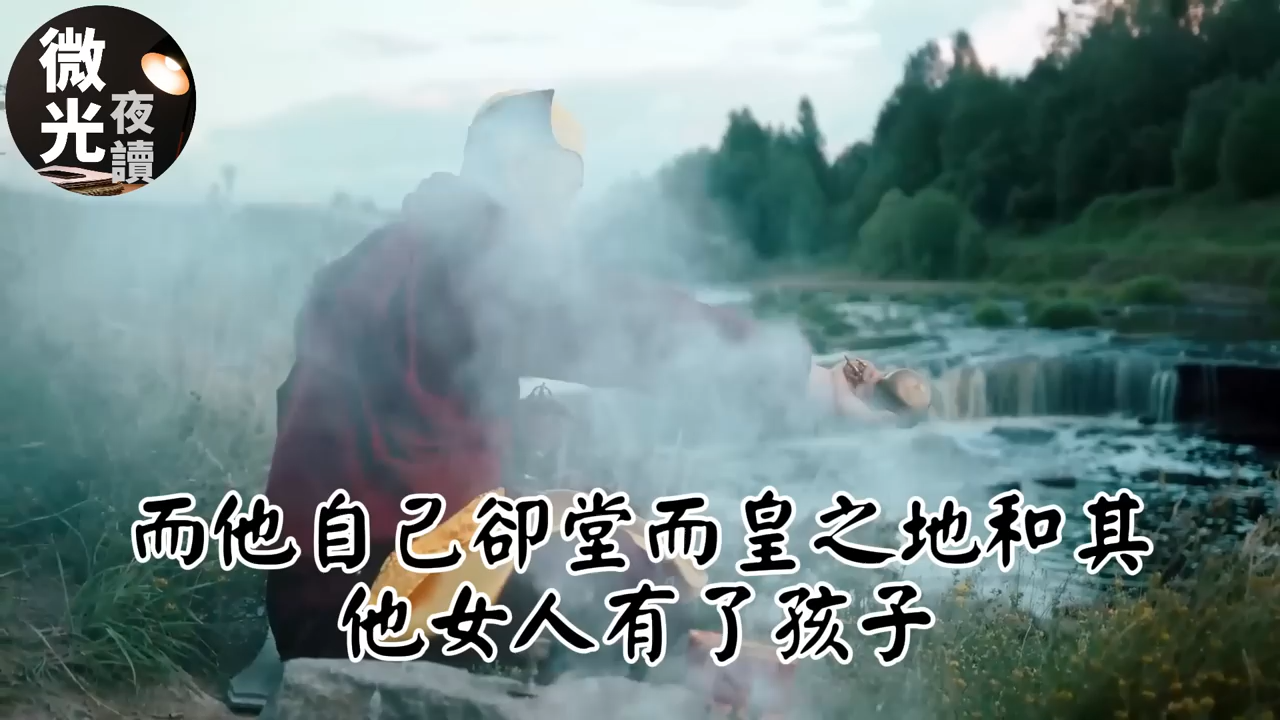 微光
夜讀
而他自己卻堂而皇之地和其
他女人有了孩子